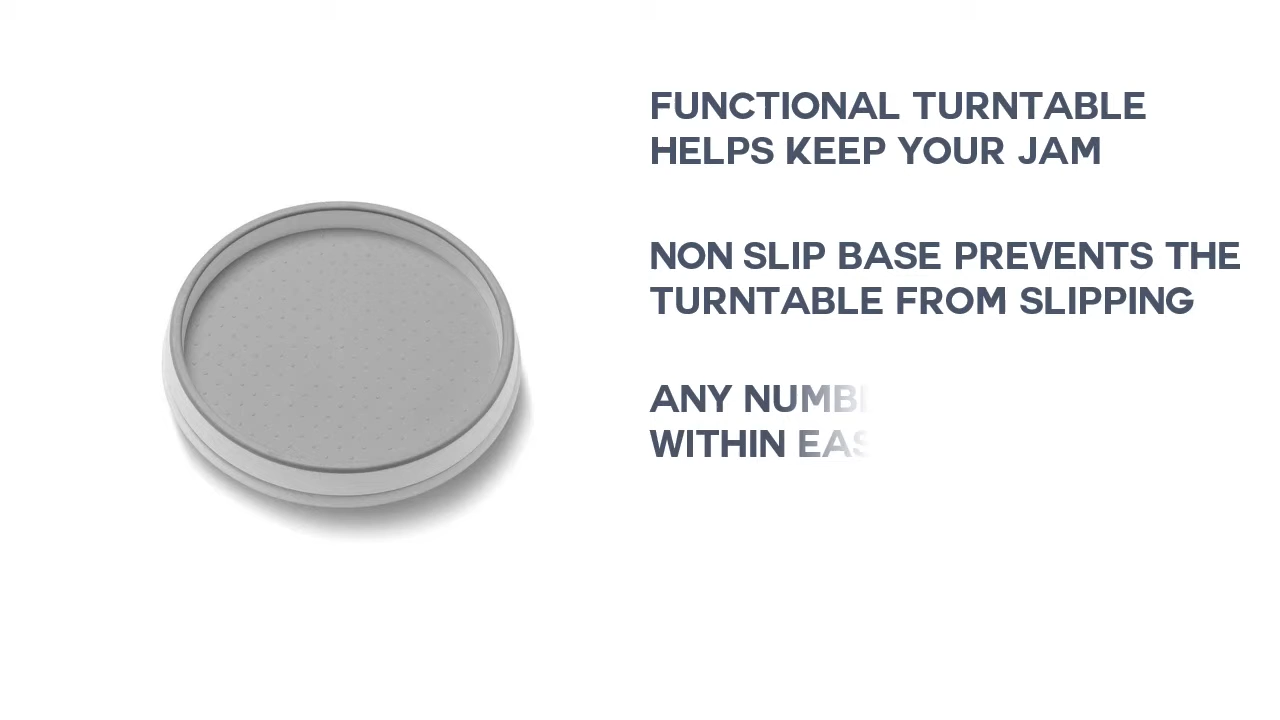 FUNCTIONAL TURNTABLE
HELPS KEEP YOUR JAM
NON SLIP BASE PREVENTS THE
TURNTABLE FROM SLIPPING
ANY
WITHIN